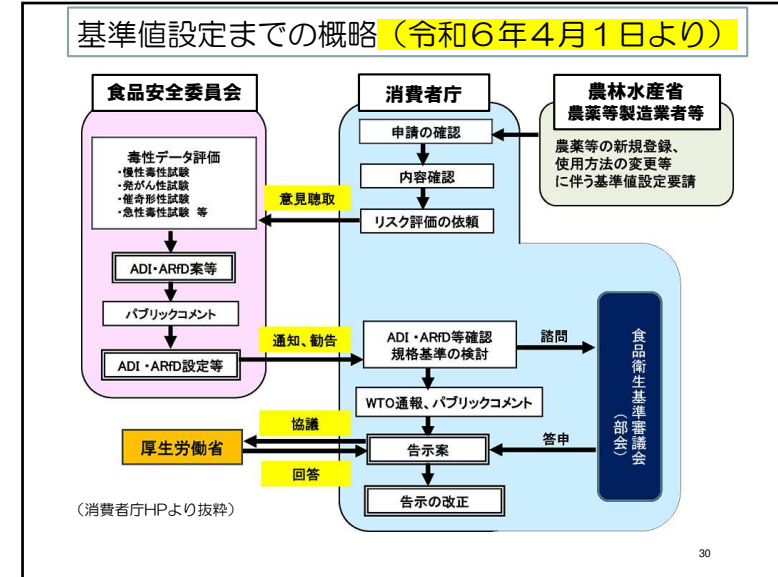 基準値設定までの概略（令和６年４月１日より）
食品安全委員会
毒性データ評価
・慢性毒性試験
・発がん性試験
・催奇形性試験
・急性毒性試験 等
ADI・ARfD案等
パブリックコメント
ADI・ARfD設定等
意見聴取
通知、勧告
消費者庁
申請の確認
内容確認
リスク評価の依頼
ADI・ARfD等確認
規格基準の検討
WTO通報、パブリックコメント
告示案
告示の改正
農林水産省
農薬等製造業者等
農薬等の新規登録、
使用方法の変更等
に伴う基準値設定要請
諮問
答申
食品衛生基準審議会
（部会）
協議
厚生労働省
回答
（消費者庁HPより抜粋）
30